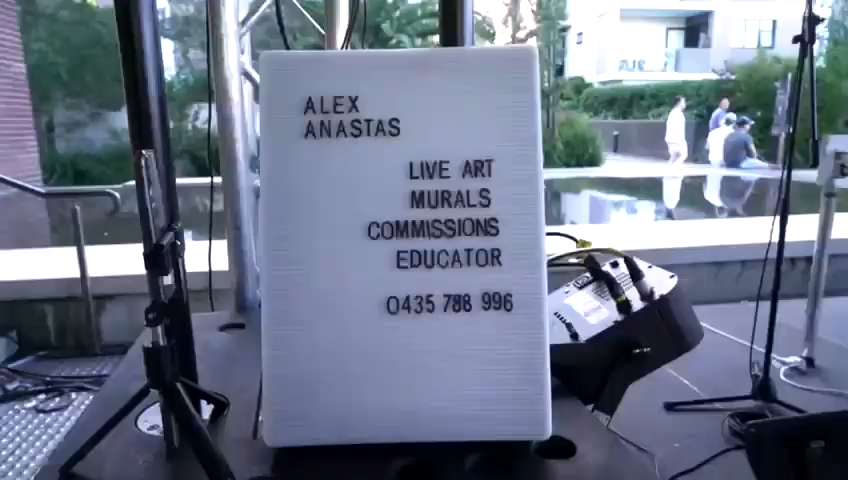 ALEX
ANASTAS
LIVE ART
MURALS
COMMISSIONS
EDUCATOR
0435 788 996